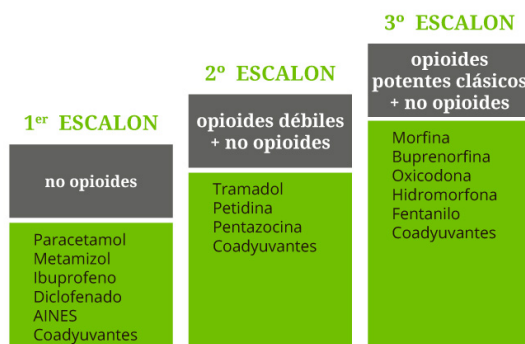 1er ESCALON
no opioides
Paracetamol
Metamizol
Ibuprofeno
Diclofenado
AINES
Coadyuvantes
2º ESCALON
opioides débiles
+ no opioides
Tramadol
Petidina
Pentazocina
Coadyuvantes
3º ESCALON
opioides
potentes clásicos
+ no opioides
Morfina
Buprenorfina
Oxicodona
Hidromorfona
Fentanilo
Coadyuvantes